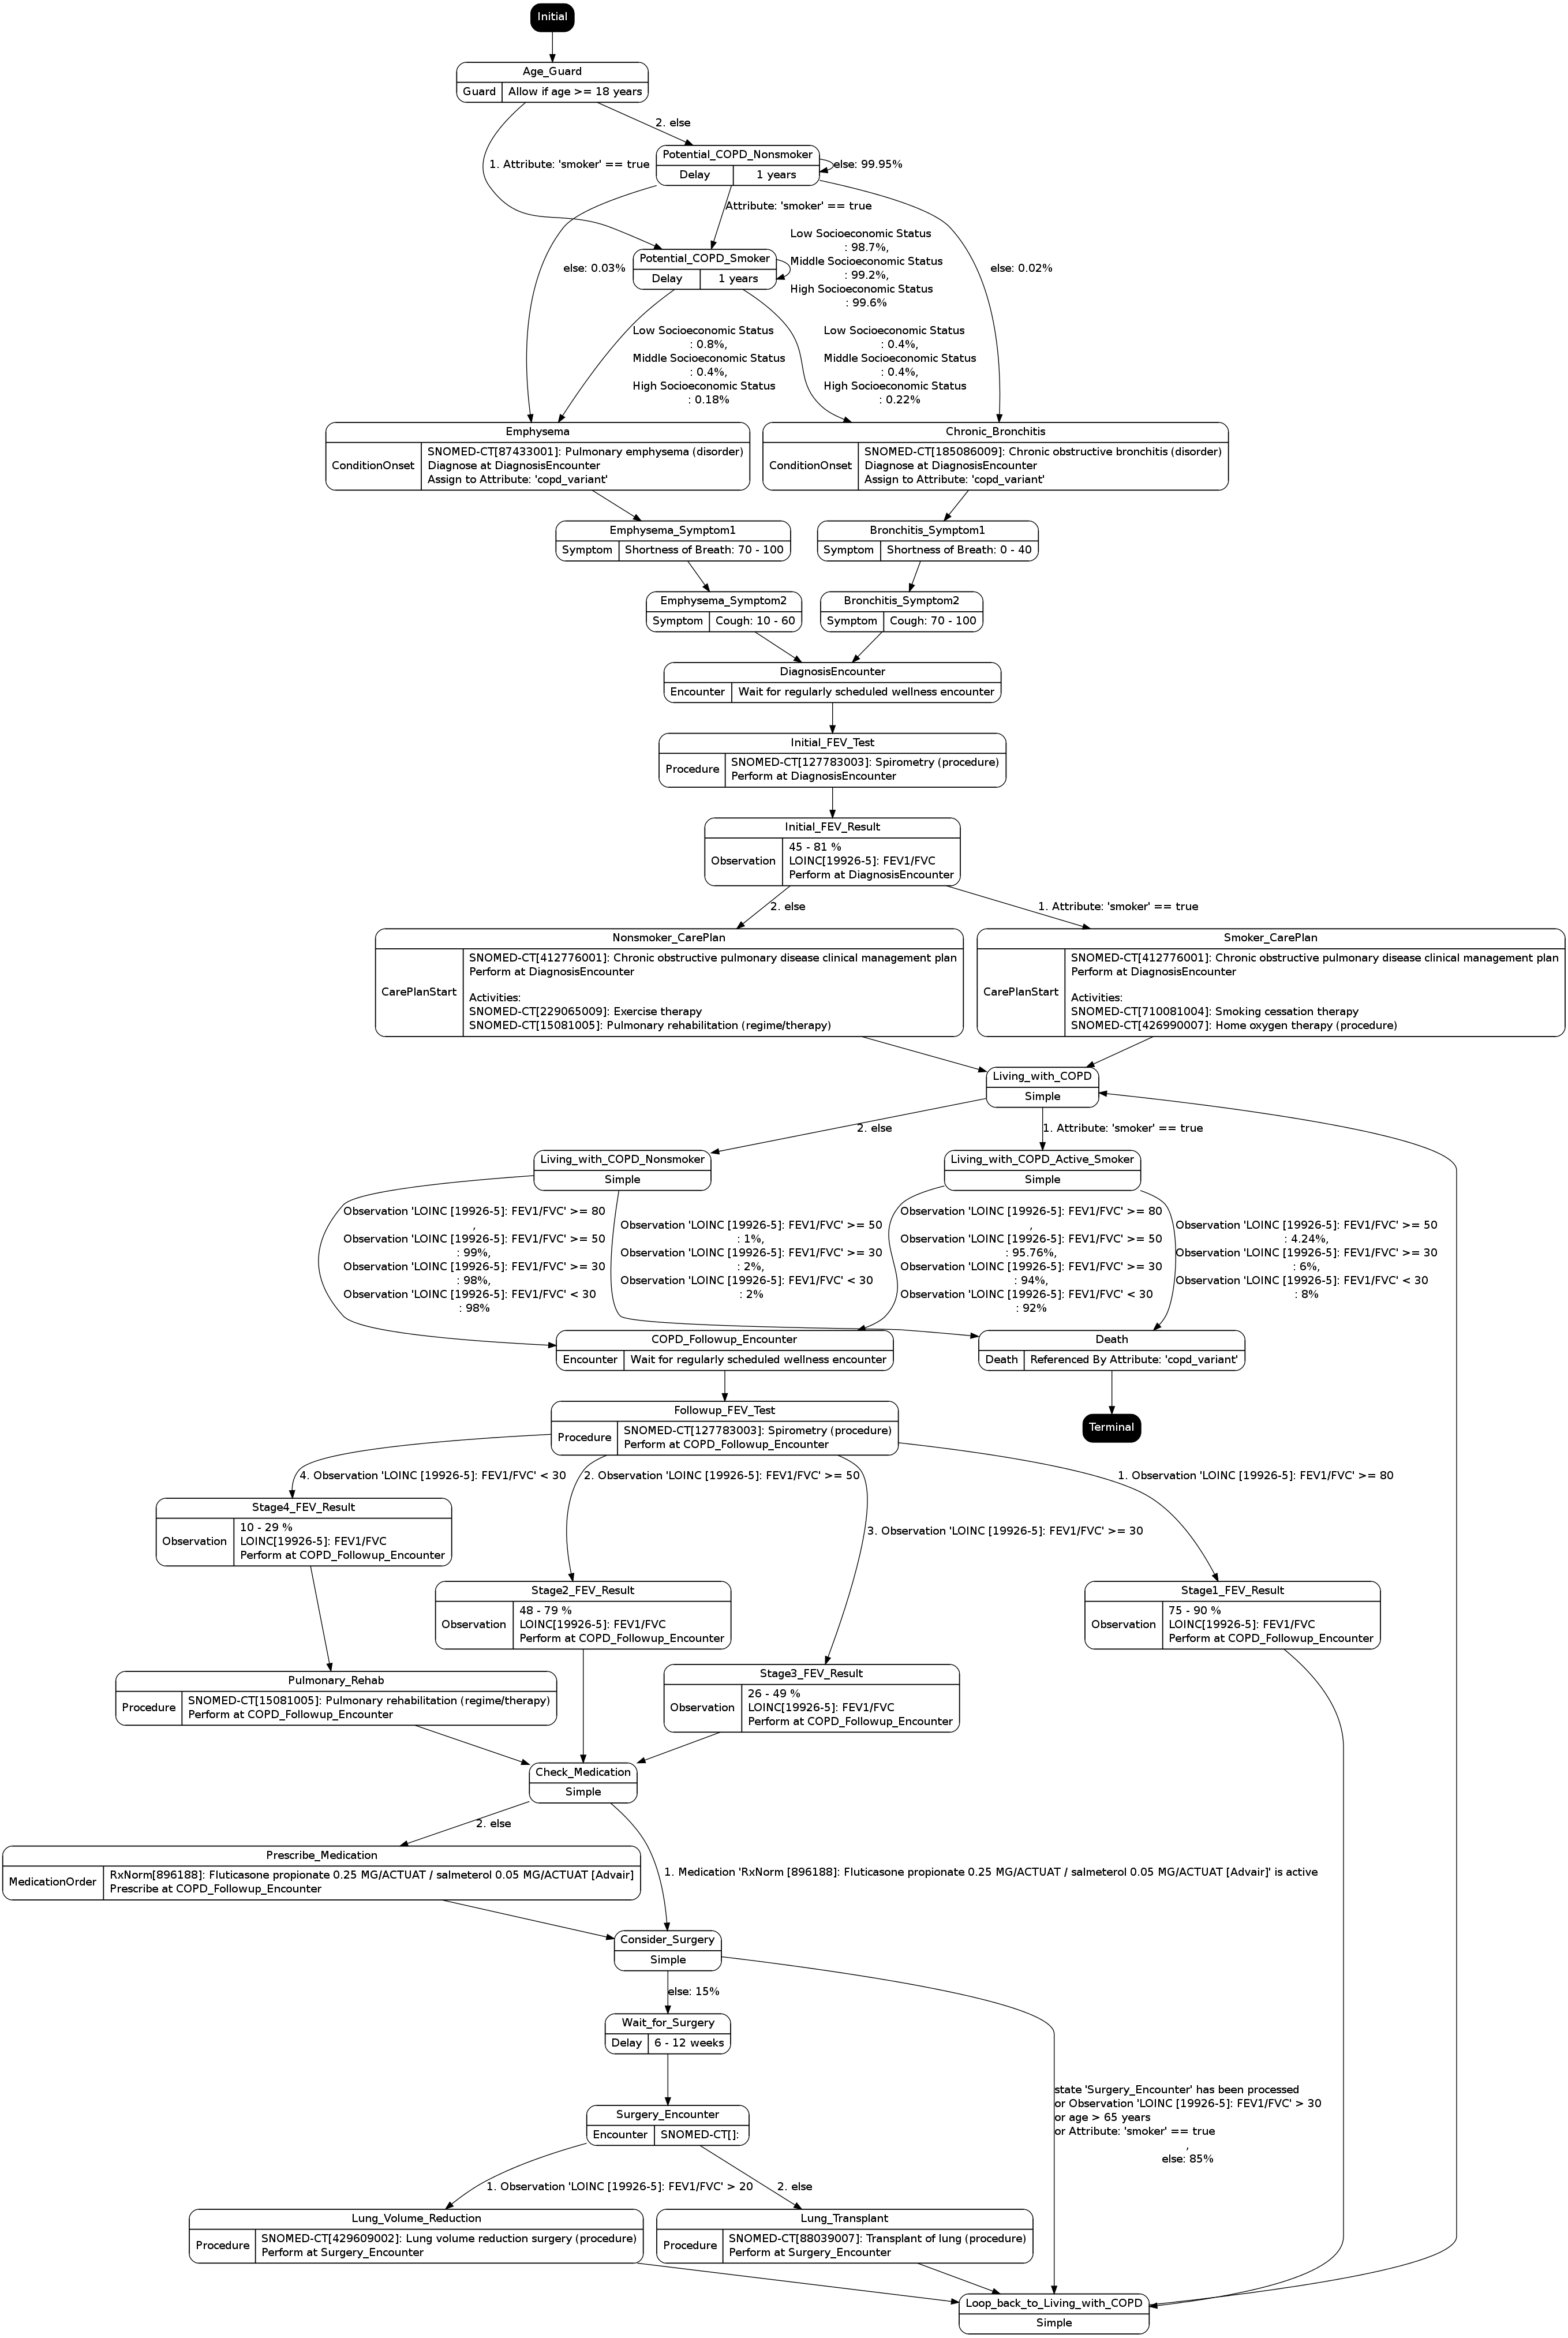 Initial
Age_Guard
Guard
Allow if age >= 18 years
2. else
1. Attribute: 'smoker' == true
Potential_COPD_Nonsmoker
Delay
1 years
else: 99.95%
Attribute: 'smoker' == true
else: 0.03%
else: 0.02%
Potential_COPD_Smoker
Delay
1 years
Low Socioeconomic Status
: 98.7%,
Middle Socioeconomic Status
: 99.2%,
High Socioeconomic Status
: 99.6%
Low Socioeconomic Status
: 0.8%,
Middle Socioeconomic Status
: 0.4%,
High Socioeconomic Status
: 0.18%
Low Socioeconomic Status
: 0.4%,
Middle Socioeconomic Status
: 0.4%,
High Socioeconomic Status
: 0.22%
Emphysema
ConditionOnset
SNOMED-CT[87433001]: Pulmonary emphysema (disorder)
Diagnose at DiagnosisEncounter
Assign to Attribute: 'copd_variant'
Chronic_Bronchitis
ConditionOnset
SNOMED-CT[185086009]: Chronic obstructive bronchitis (disorder)
Diagnose at DiagnosisEncounter
Assign to Attribute: 'copd_variant'
Emphysema_Symptom1
Symptom
Shortness of Breath: 70 - 100
Bronchitis_Symptom1
Symptom
Shortness of Breath: 0 - 40
Emphysema_Symptom2
Symptom
Cough: 10 - 60
Bronchitis_Symptom2
Symptom
Cough: 70 - 100
DiagnosisEncounter
Encounter
Wait for regularly scheduled wellness encounter
Initial_FEV_Test
Procedure
SNOMED-CT[127783003]: Spirometry (procedure)
Perform at DiagnosisEncounter
Initial_FEV_Result
Observation
45 - 81 %
LOINC[19926-5]: FEV1/FVC
Perform at DiagnosisEncounter
2. else
1. Attribute: 'smoker' == true
Nonsmoker_CarePlan
CarePlanStart
SNOMED-CT[412776001]: Chronic obstructive pulmonary disease clinical management plan
Perform at DiagnosisEncounter
Activities:
SNOMED-CT[229065009]: Exercise therapy
SNOMED-CT[15081005]: Pulmonary rehabilitation (regime/therapy)
Smoker_CarePlan
CarePlanStart
SNOMED-CT[412776001]: Chronic obstructive pulmonary disease clinical management plan
Perform at DiagnosisEncounter
Activities:
SNOMED-CT[710081004]: Smoking cessation therapy
SNOMED-CT[426990007]: Home oxygen therapy (procedure)
Living_with_COPD
Simple
2. else
1. Attribute: 'smoker' == true
Living_with_COPD_Nonsmoker
Simple
Living_with_COPD_Active_Smoker
Simple
Observation 'LOINC [19926-5]: FEV1/FVC' >= 80
,
Observation 'LOINC [19926-5]: FEV1/FVC' >= 50
: 99%,
Observation 'LOINC [19926-5]: FEV1/FVC' >= 30
: 98%,
Observation 'LOINC [19926-5]: FEV1/FVC' < 30
: 98%
Observation 'LOINC [19926-5]: FEV1/FVC' >= 50
: 1%,
Observation 'LOINC [19926-5]: FEV1/FVC' >= 30
: 2%,
Observation 'LOINC [19926-5]: FEV1/FVC' < 30
: 2%
Observation 'LOINC [19926-5]: FEV1/FVC' >= 80
,
Observation 'LOINC [19926-5]: FEV1/FVC' >= 50
: 95.76%,
Observation 'LOINC [19926-5]: FEV1/FVC' >= 30
: 94%,
Observation 'LOINC [19926-5]: FEV1/FVC' < 30
: 92%
Observation 'LOINC [19926-5]: FEV1/FVC' >= 50
: 4.24%,
Observation 'LOINC [19926-5]: FEV1/FVC' >= 30
: 6%,
Observation 'LOINC [19926-5]: FEV1/FVC' < 30
: 8%
COPD_Followup_Encounter
Encounter
Wait for regularly scheduled wellness encounter
Death
Death
Referenced By Attribute: 'copd_variant'
Followup_FEV_Test
Procedure
SNOMED-CT[127783003]: Spirometry (procedure)
Perform at COPD_Followup_Encounter
Terminal
4. Observation 'LOINC [19926-5]: FEV1/FVC' < 30
2. Observation 'LOINC [19926-5]: FEV1/FVC' >= 50
1. Observation 'LOINC [19926-5]: FEV1/FVC' >= 80
3. Observation 'LOINC [19926-5]: FEV1/FVC' >= 30
Stage4_FEV_Result
Observation
10 - 29 %
LOINC[19926-5]: FEV1/FVC
Perform at COPD_Followup_Encounter
Stage2_FEV_Result
Observation
48 - 79 %
LOINC[19926-5]: FEV1/FVC
Perform at COPD_Followup_Encounter
Stage1_FEV_Result
Observation
75 - 90 %
LOINC[19926-5]: FEV1/FVC
Perform at COPD_Followup_Encounter
Pulmonary_Rehab
Procedure
SNOMED-CT[15081005]: Pulmonary rehabilitation (regime/therapy)
Perform at COPD_Followup_Encounter
Stage3_FEV_Result
Observation
26 - 49 %
LOINC[19926-5]: FEV1/FVC
Perform at COPD_Followup_Encounter
Check_Medication
Simple
2. else
Prescribe_Medication
MedicationOrder
RxNorm[896188]: Fluticasone propionate 0.25 MG/ACTUAT / salmeterol 0.05 MG/ACTUAT [Advair]
Prescribe at COPD_Followup_Encounter
1. Medication 'RxNorm [896188]: Fluticasone propionate 0.25 MG/ACTUAT / salmeterol 0.05 MG/ACTUAT [Advair]' is active
Consider_Surgery
Simple
else: 15%
Wait_for_Surgery
Delay
6 - 12 weeks
state 'Surgery_Encounter' has been processed
or Observation 'LOINC [19926-5]: FEV1/FVC' > 30
or age > 65 years
or Attribute: 'smoker' == true
,
else: 85%
Surgery_Encounter
Encounter
SNOMED-CT[]:
1. Observation 'LOINC [19926-5]: FEV1/FVC' > 20
2. else
Lung_Volume_Reduction
Procedure
SNOMED-CT[429609002]: Lung volume reduction surgery (procedure)
Perform at Surgery_Encounter
Lung_Transplant
Procedure
SNOMED-CT[88039007]: Transplant of lung (procedure)
Perform at Surgery_Encounter
Loop_back_to_Living_with_COPD
Simple